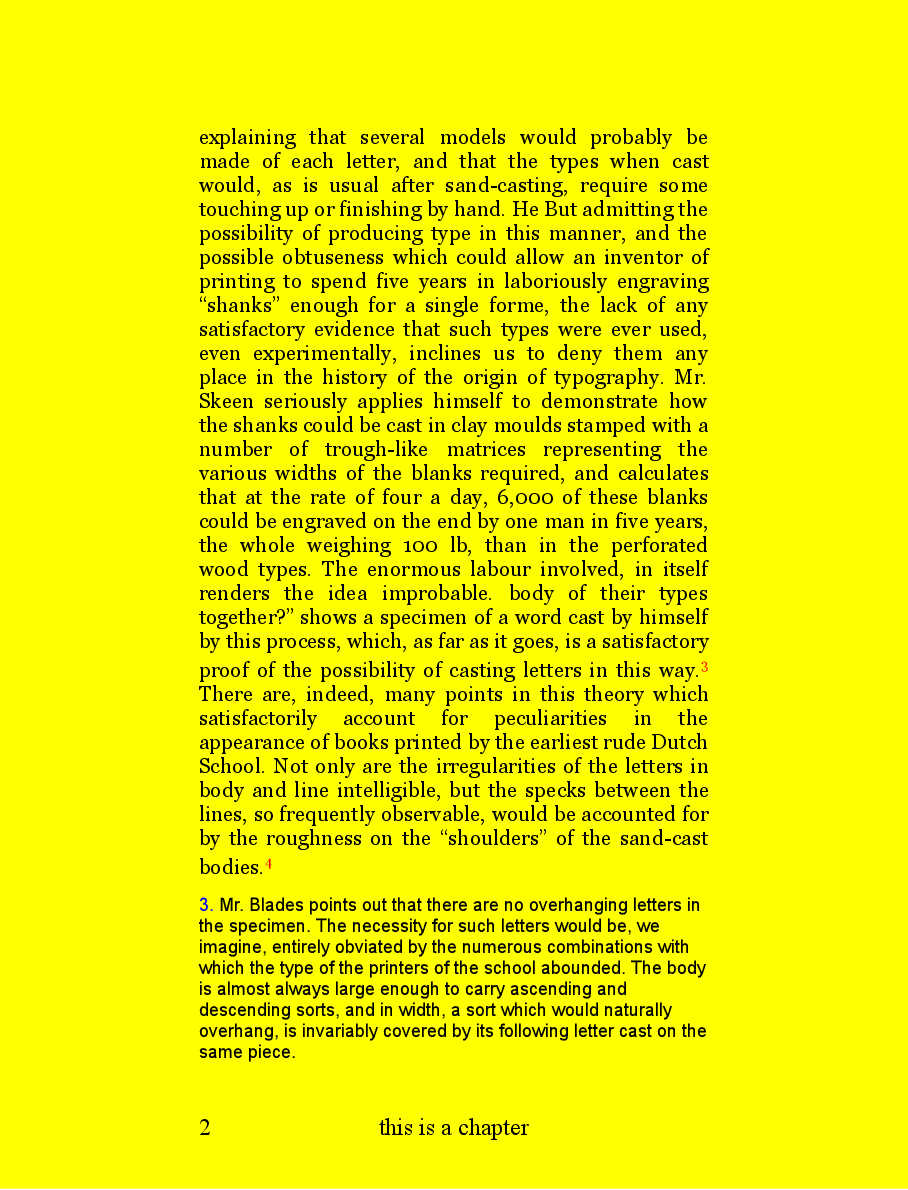 explaining that several models would probably be
made of each letter, and that the types when cast
would, as is usual after sand-casting, require some
touching up or finishing by hand. He But admitting the
possibility of producing type in this manner, and the
possible obtuseness which could allow an inventor of
printing to spend five years in laboriously engraving
“shanks” enough for a single forme, the lack of any
satisfactory evidence that such types were ever used,
even experimentally, inclines us to deny them any
place in the history of the origin of typography. Mr.
Skeen seriously applies himself to demonstrate how
the shanks could be cast in clay moulds stamped with a
number of trough-like matrices representing the
various widths of the blanks required, and calculates
that at the rate of four a day, 6,000 of these blanks
could be engraved on the end by one man in five years,
the whole weighing 100 lb, than in the perforated
wood types. The enormous labour involved, in itself
renders the idea improbable. body of their types
together?” shows a specimen of a word cast by himself
by this process, which, as far as it goes, is a satisfactory
proof of the possibility of casting letters in this way.3
There are, indeed, many points in this theory which
satisfactorily account for peculiarities in the
appearance of books printed by the earliest rude Dutch
School. Not only are the irregularities of the letters in
body and line intelligible, but the specks between the
lines, so frequently observable, would be accounted for
by the roughness on the “shoulders” of the sand-cast
bodies.4
3. Mr. Blades points out that there are no overhanging letters in
the specimen. The necessity for such letters would be, we
imagine, entirely obviated by the numerous combinations with
which the type of the printers of the school abounded. The body
is almost always large enough to carry ascending and
descending sorts, and in width, a sort which would naturally
overhang, is invariably covered by its following letter cast on the
same piece.
2 this is a chapter